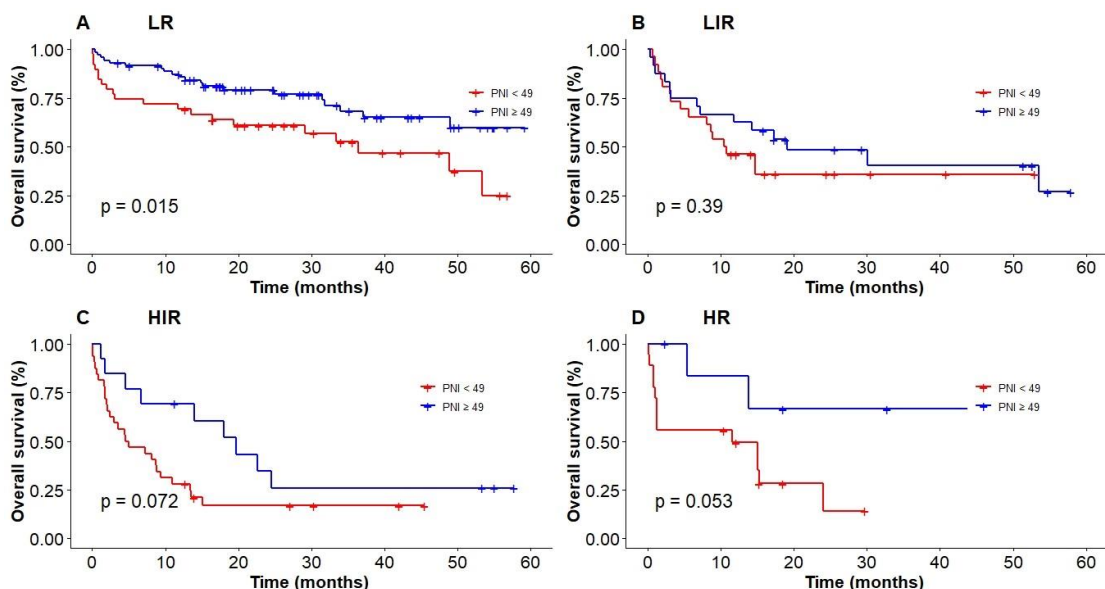 A LR
Overall survival (%)
1.00
0.75
0.50
0.25
0.00
PNI < 49
PNI ≥ 49
p = 0.015
0 10 20 30 40 50 60
Time (months)
B LIR
Overall survival (%)
1.00
0.75
0.50
0.25
0.00
PNI < 49
PNI ≥ 49
p = 0.39
0 10 20 30 40 50 60
Time (months)
C HIR
Overall survival (%)
1.00
0.75
0.50
0.25
0.00
PNI < 49
PNI ≥ 49
p = 0.072
0 10 20 30 40 50 60
Time (months)
D HR
Overall survival (%)
1.00
0.75
0.50
0.25
0.00
PNI < 49
PNI ≥ 49
p = 0.053
0 10 20 30 40 50 60
Time (months)